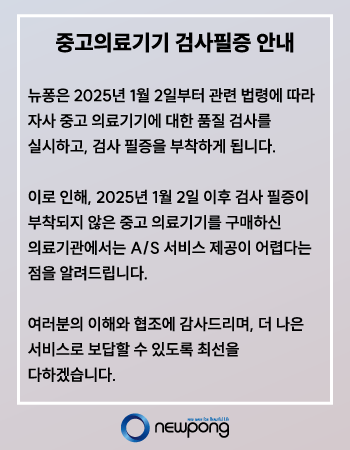 중고의료기기 검사필증 안내
뉴퐁은 2025년 1월 2일부터 관련 법령에 따라
자사 중고 의료기기에 대한 품질 검사를
실시하고, 검사 필증을 부착하게 됩니다.
이로 인해, 2025년 1월 2일 이후 검사 필증이
부착되지 않은 중고 의료기기를 구매하신
의료기관에서는 A/S 서비스 제공이 어렵다는
점을 알려드립니다.
여러분의 이해와 협조에 감사드리며, 더 나은
서비스로 보답할 수 있도록 최선을
다하겠습니다.
newpong